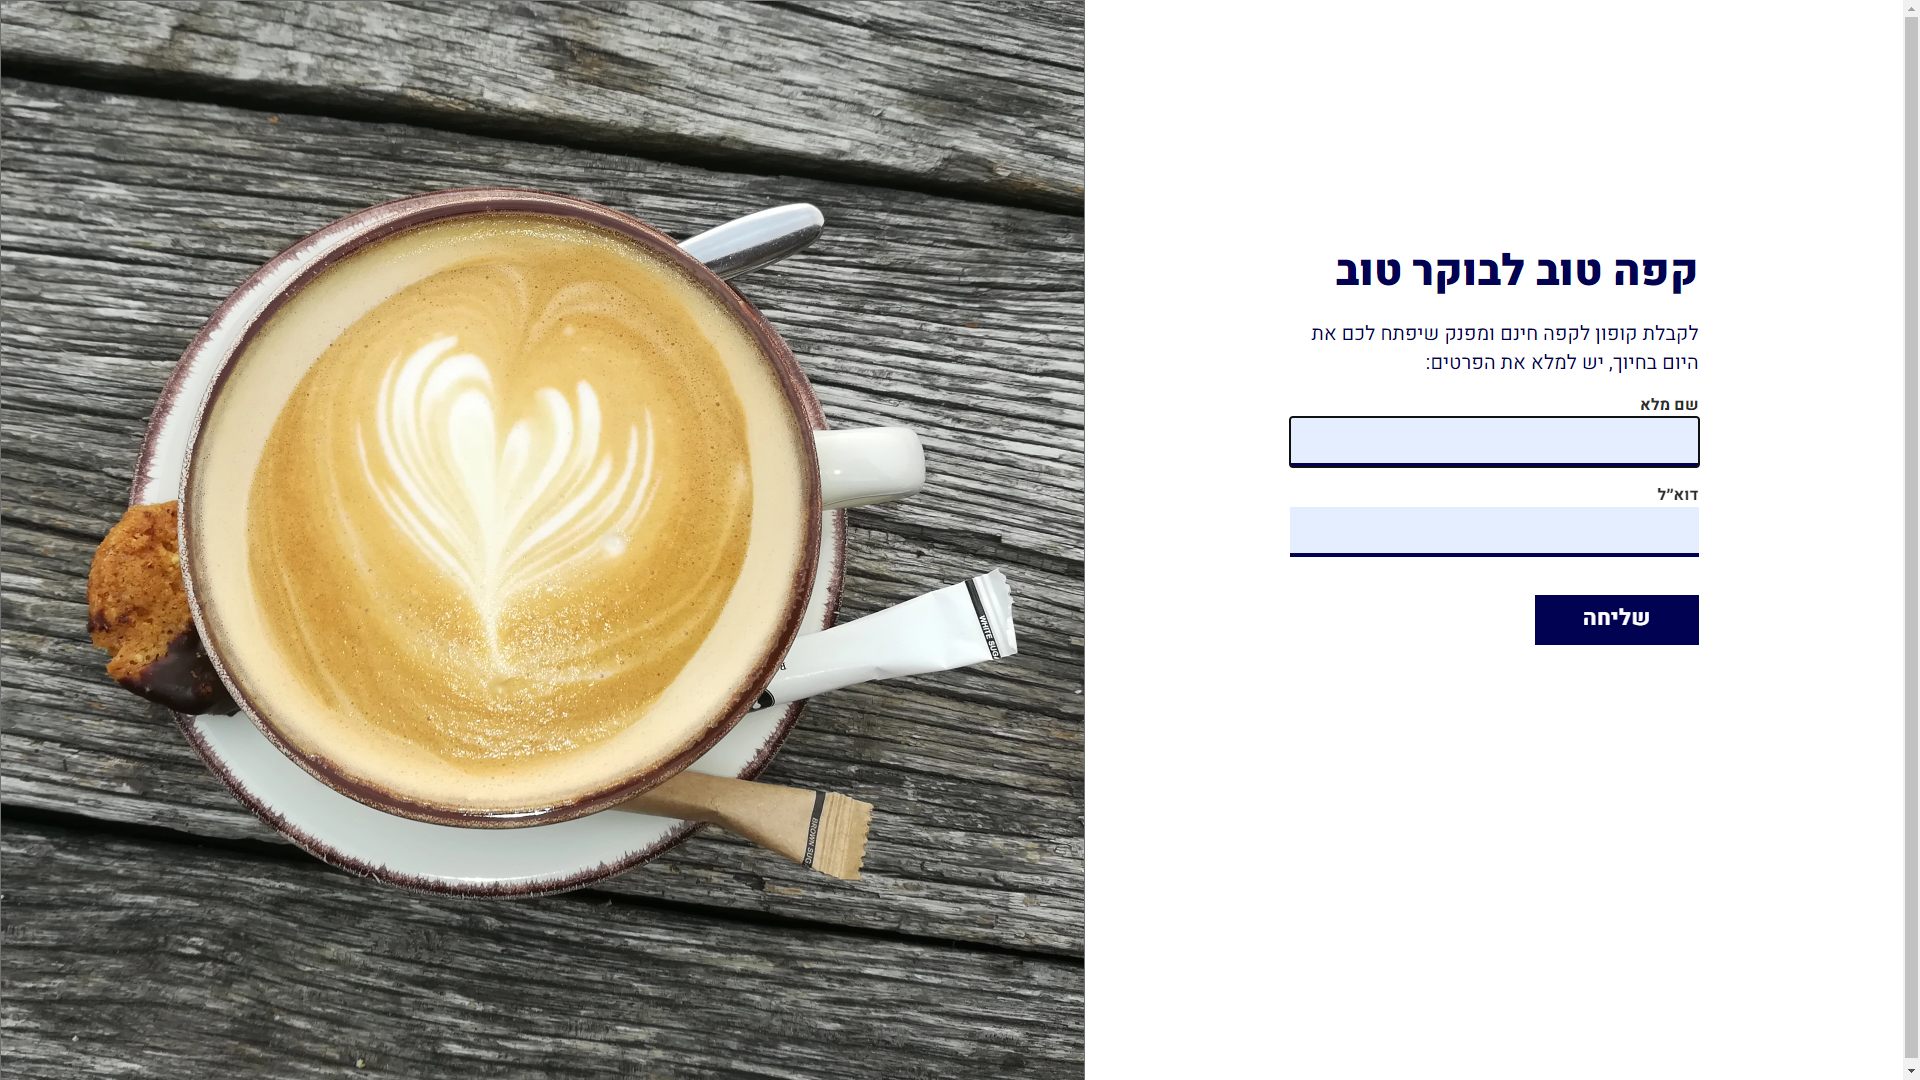 קפה טוב לבוקר טוב
לקבלת קופון לקפה חינם ומפנק שיפתח לכם את
היום בחיוך, יש למלא את הפרטים:
שם מלא
דוא״ל
שליחה
WHITE SUGA
BROWN SUG